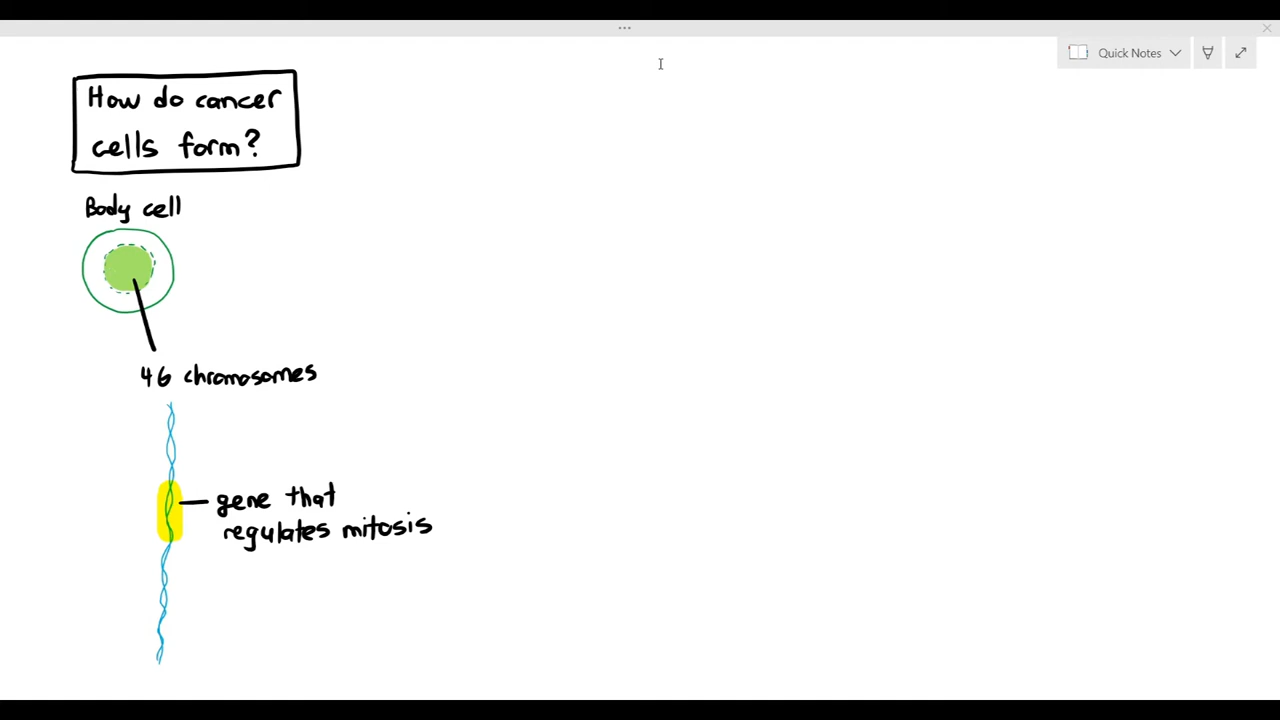 Quick Notes
How do cancer
cells form?
Body cell
46 chromosomes
gene that
regulates mitosis